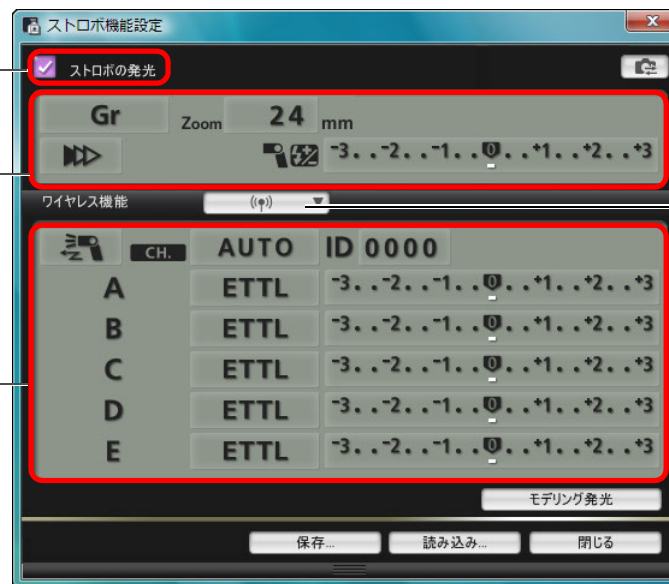 ストロボ機能設定
ストロボの発光
Gr Zoom 24 mm
-3..-2..-1..0..+1..+2..+3
ワイヤレス機能
CH. AUTO ID 0000
A ETTL -3..-2..-1..0..+1..+2..+3
B ETTL -3..-2..-1..0..+1..+2..+3
C ETTL -3..-2..-1..0..+1..+2..+3
D ETTL -3..-2..-1..0..+1..+2..+3
E ETTL -3..-2..-1..0..+1..+2..+3
モデリング発光
保存... 読み込み... 閉じる